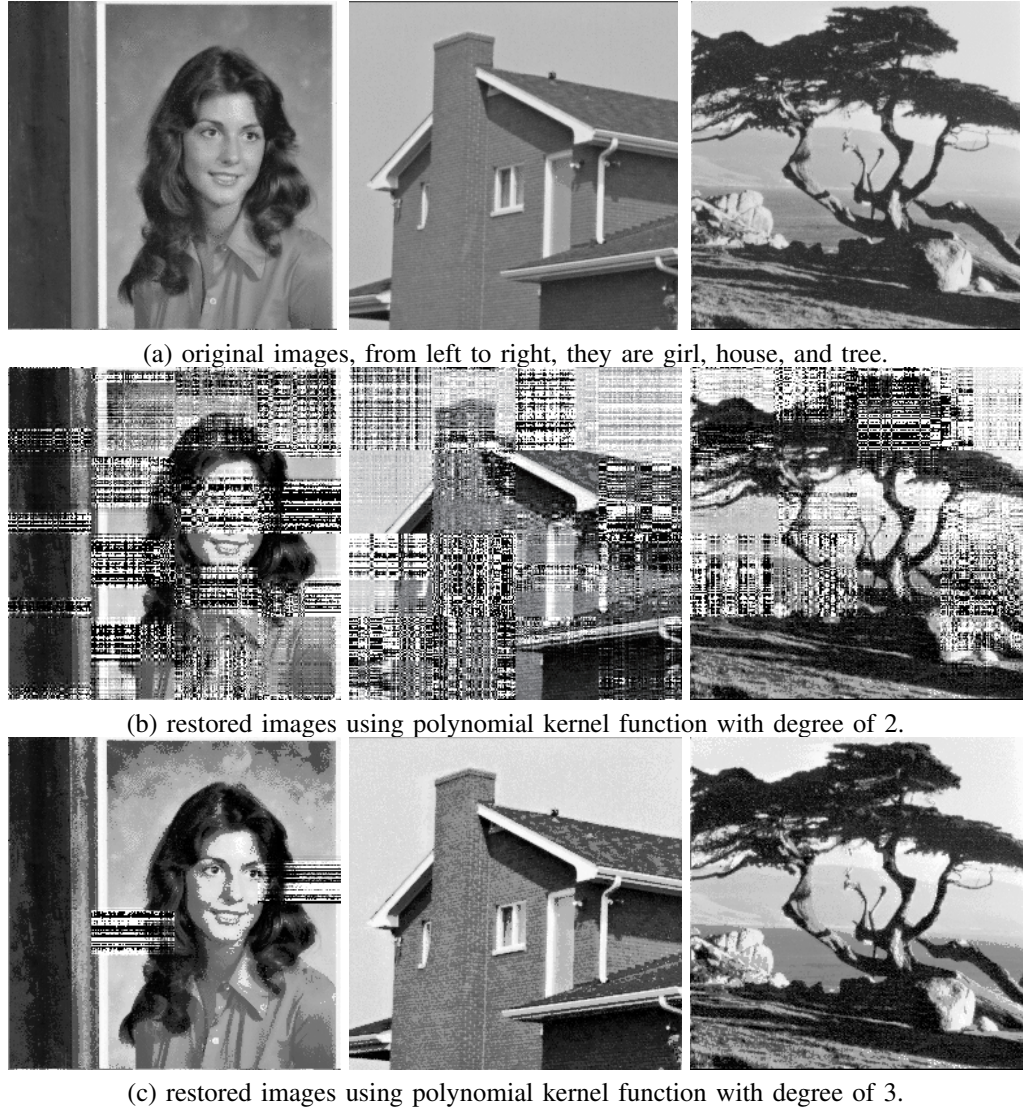 (a) original images, from left to right, they are girl, house, and tree.
(b) restored images using polynomial kernel function with degree of 2.
(c) restored images using polynomial kernel function with degree of 3.